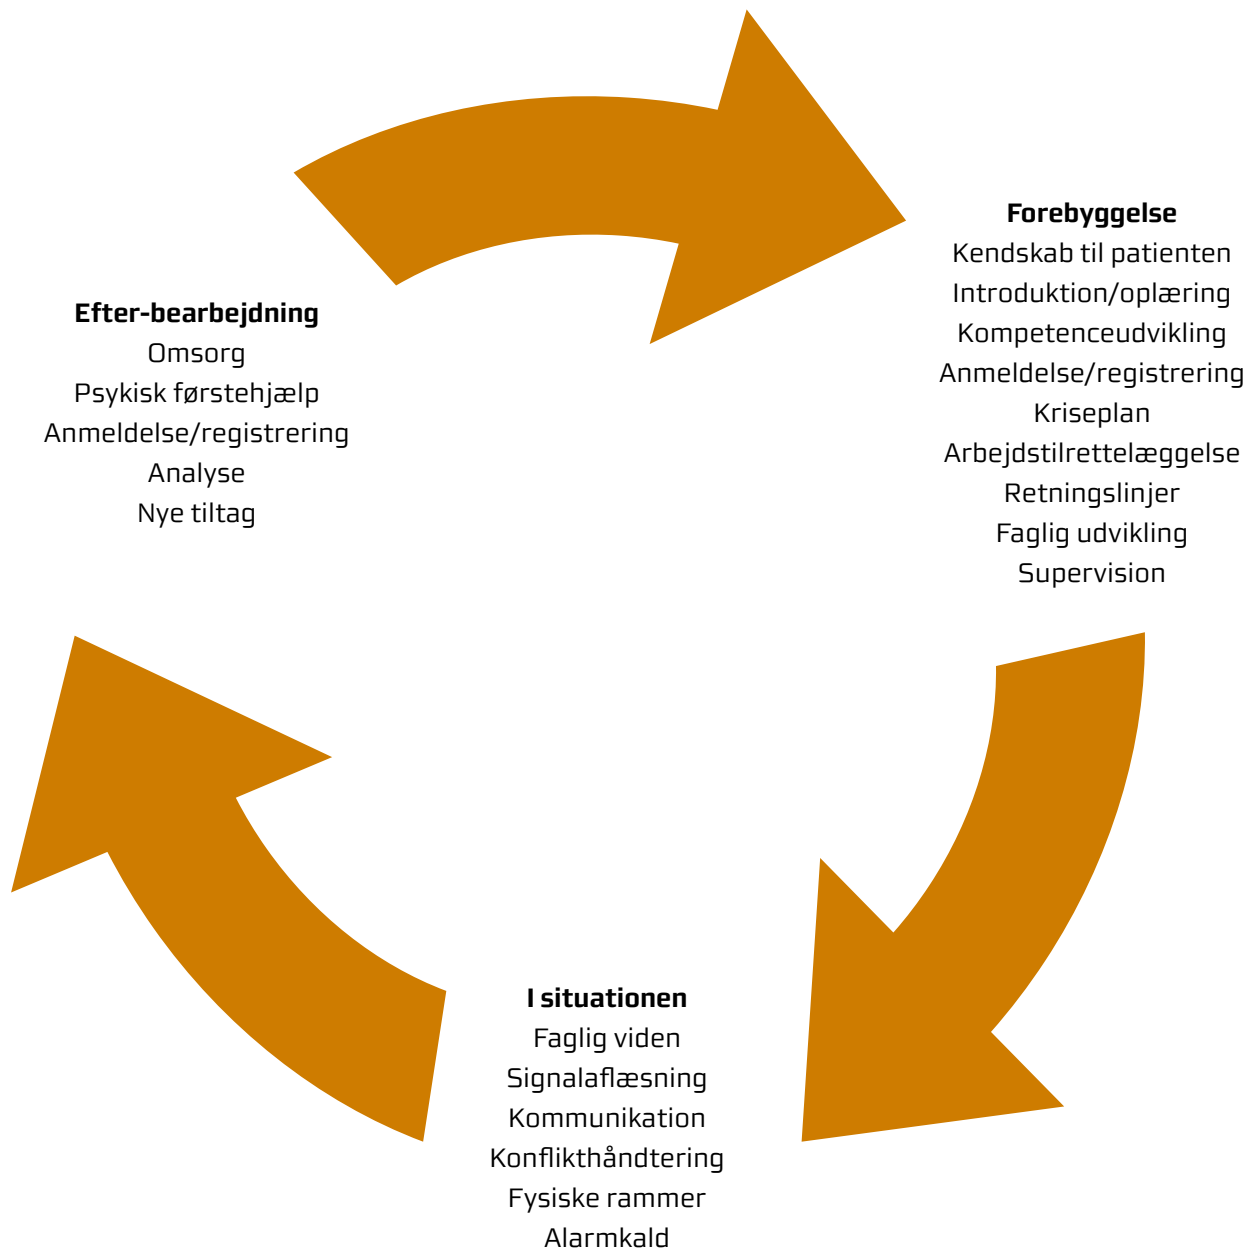 Forebyggelse
Kendskab til patienten
Introduktion/oplæring
Kompetenceudvikling
Anmeldelse/registrering
Kriseplan
Arbejdstilrettelæggelse
Retningslinjer
Faglig udvikling
Supervision
I situationen
Faglig viden
Signalaflæsning
Kommunikation
Konflikthåndtering
Fysiske rammer
Alarmkald
Efter-bearbejdning
Omsorg
Psykisk førstehjælp
Anmeldelse/registrering
Analyse
Nye tiltag